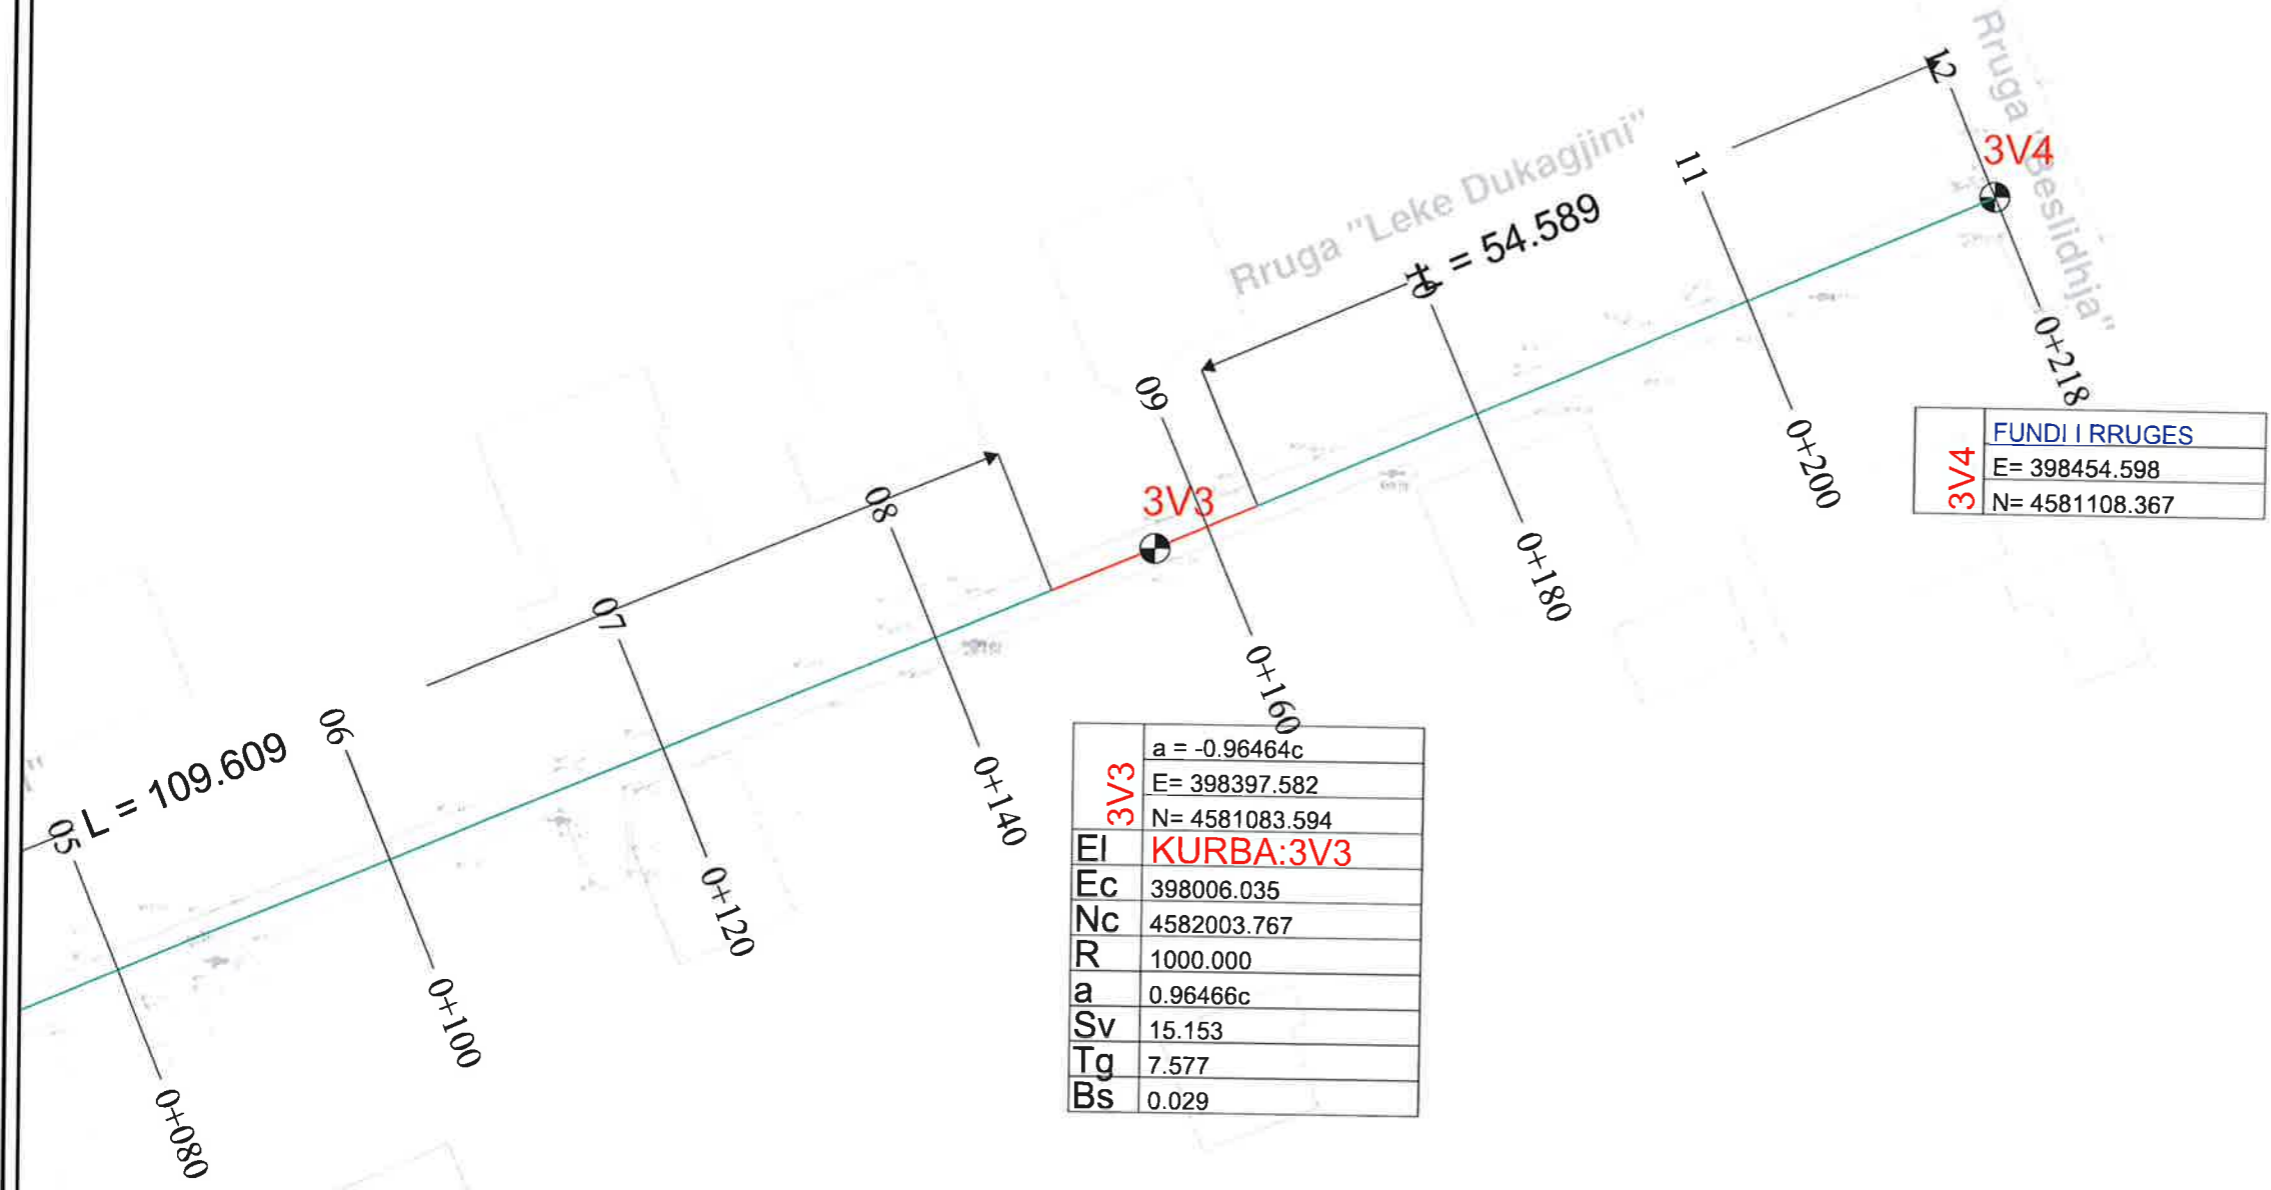 Rruga "Leke Dukagjini"
Rruga "Beslidhja"
L = 109.609
L = 54.589
05
06
07
08
09
10
11
12
0+080
0+100
0+120
0+140
0+160
0+180
0+200
0+218
3V3
3V4
3V4
FUNDI I RRUGES
E= 398454.598
N= 4581108.367
3V3
a = -0.96464c
E= 398397.582
N= 4581083.594
El KURBA:3V3
Ec 398006.035
Nc 4582003.767
R 1000.000
a 0.96466c
Sv 15.153
Tg 7.577
Bs 0.029